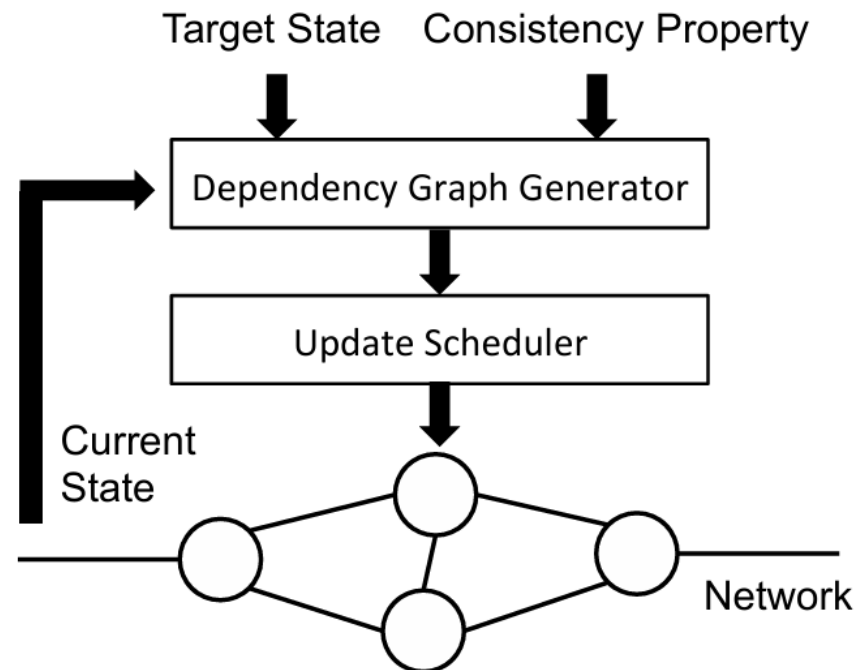 Target State
Consistency Property
Dependency Graph Generator
Update Scheduler
Current
State
Network